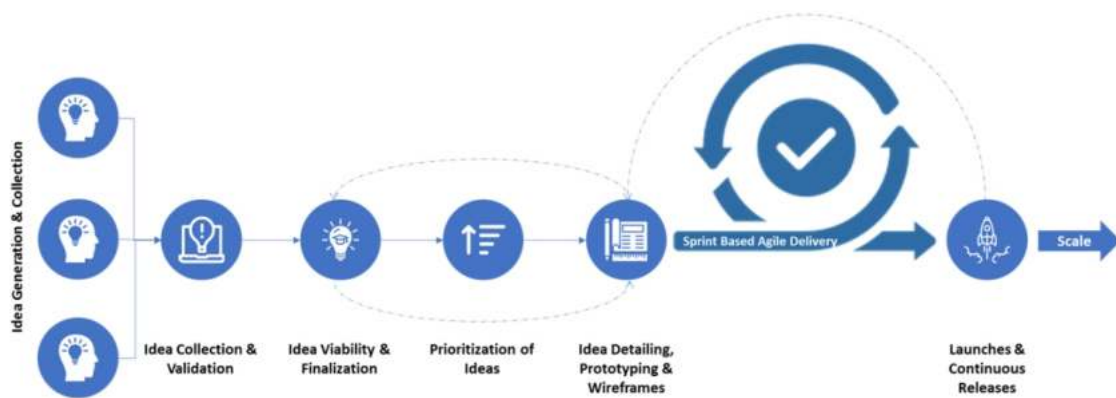 Idea Generation & Collection
Sprint Based Agile Delivery
Scale
Idea Collection &
Validation
Idea Viability &
Finalization
Prioritization of
Ideas
Idea Detailing,
Prototyping &
Wireframes
Launches &
Continuous
Releases